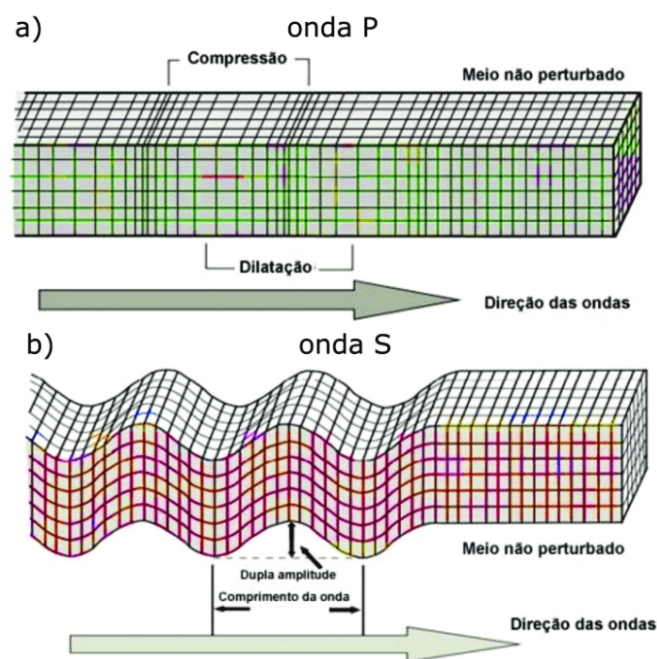 a) onda P
Compressão
Meio não perturbado
Dilatação
Direção das ondas
b) onda S
Meio não perturbado
Dupla amplitude
Comprimento da onda
Direção das ondas